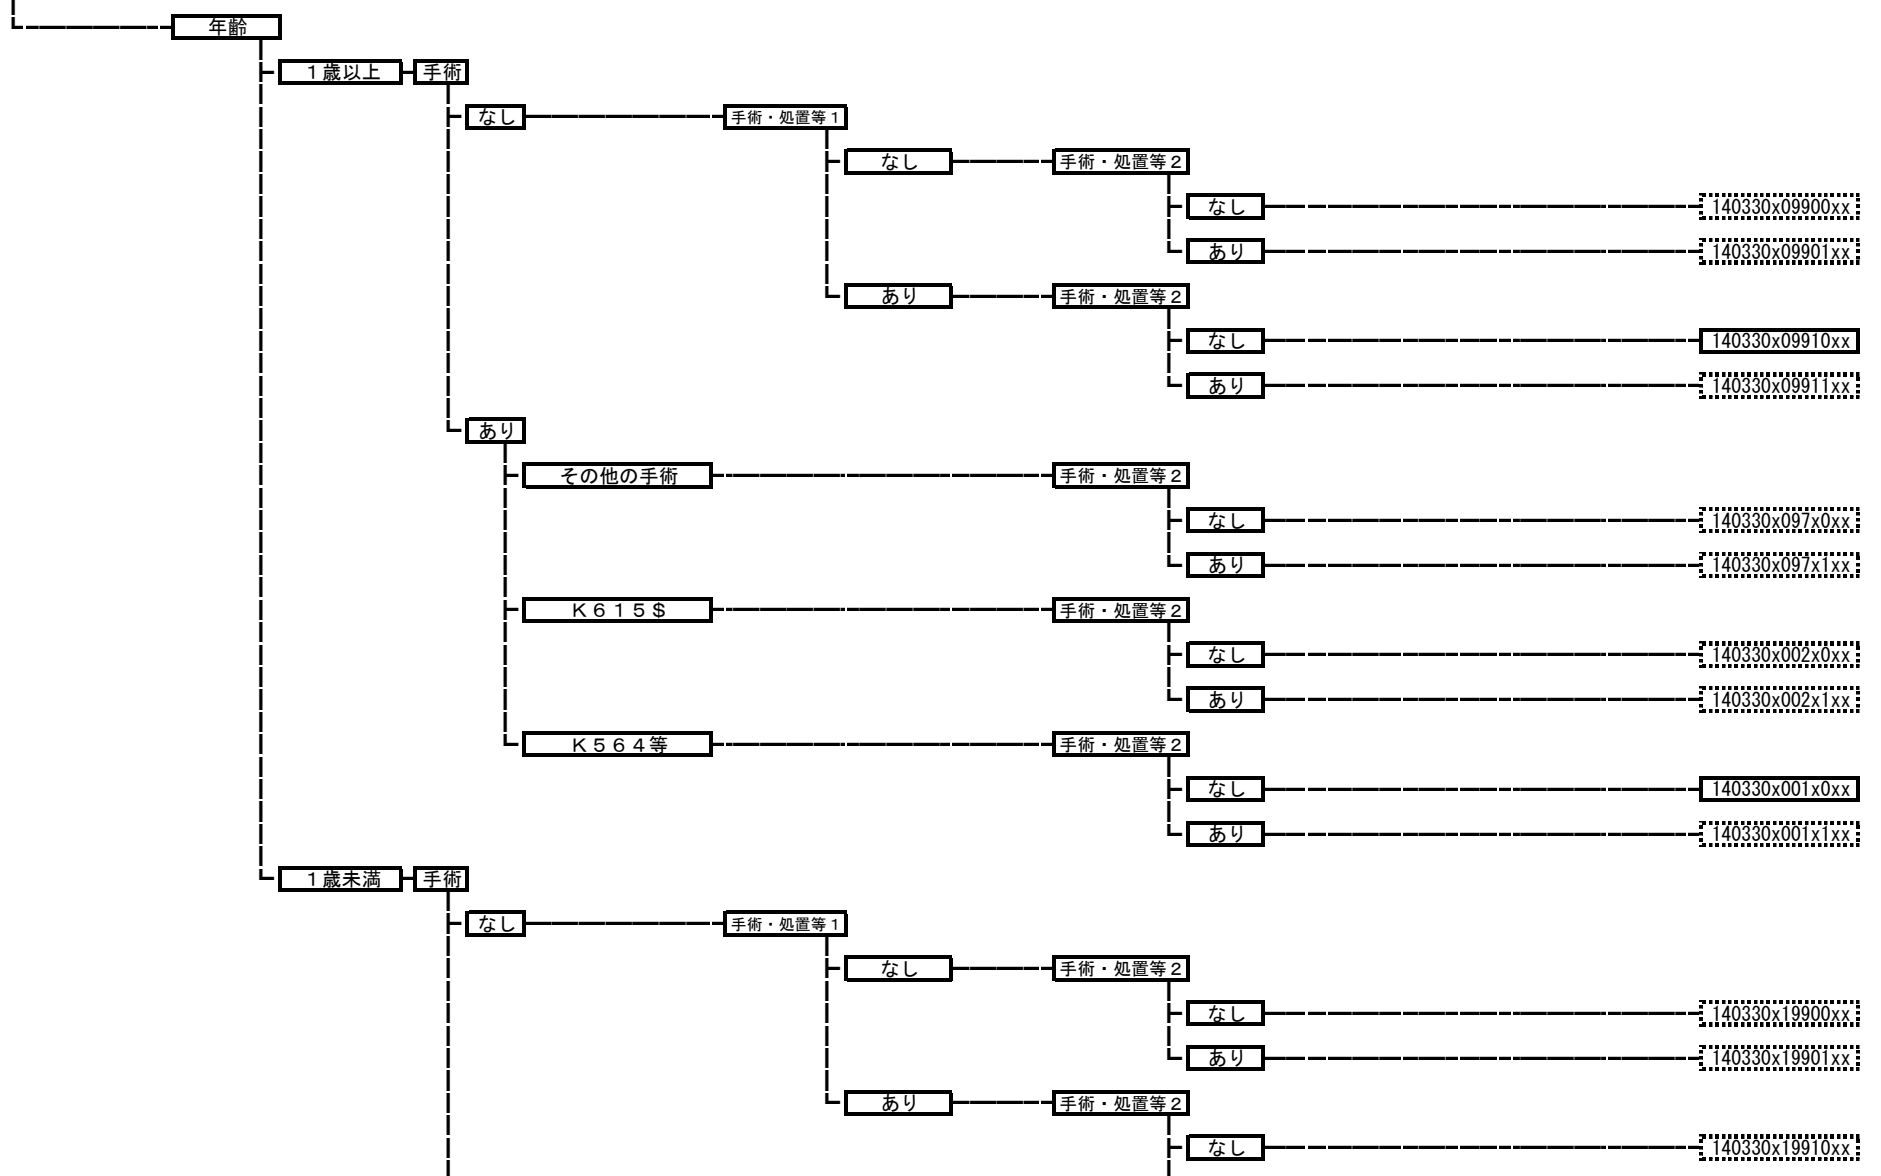 年齢
１歳以上 手術
なし 手術・処置等１
なし 手術・処置等２
なし 140330x09900xx
あり 140330x09901xx
あり 手術・処置等２
なし 140330x09910xx
あり 140330x09911xx
あり
その他の手術 手術・処置等２
なし 140330x097x0xx
あり 140330x097x1xx
Ｋ６１５＄ 手術・処置等２
なし 140330x002x0xx
あり 140330x002x1xx
Ｋ５６４等 手術・処置等２
なし 140330x001x0xx
あり 140330x001x1xx
１歳未満 手術
なし 手術・処置等１
なし 手術・処置等２
なし 140330x19900xx
あり 140330x19901xx
あり 手術・処置等２
なし 140330x19910xx